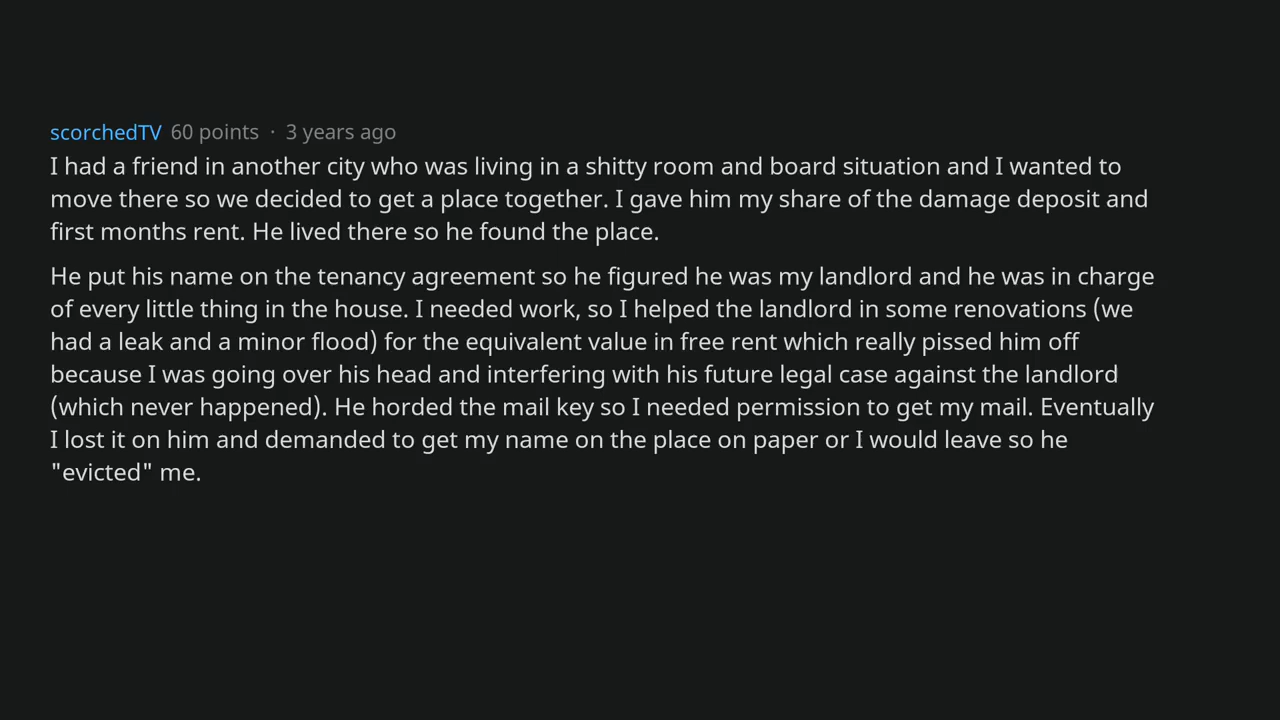 scorchedTV 60 points · 3 years ago
I had a friend in another city who was living in a shitty room and board situation and I wanted to
move there so we decided to get a place together. I gave him my share of the damage deposit and
first months rent. He lived there so he found the place.
He put his name on the tenancy agreement so he figured he was my landlord and he was in charge
of every little thing in the house. I needed work, so I helped the landlord in some renovations (we
had a leak and a minor flood) for the equivalent value in free rent which really pissed him off
because I was going over his head and interfering with his future legal case against the landlord
(which never happened). He horded the mail key so I needed permission to get my mail. Eventually
I lost it on him and demanded to get my name on the place on paper or I would leave so he
"evicted" me.